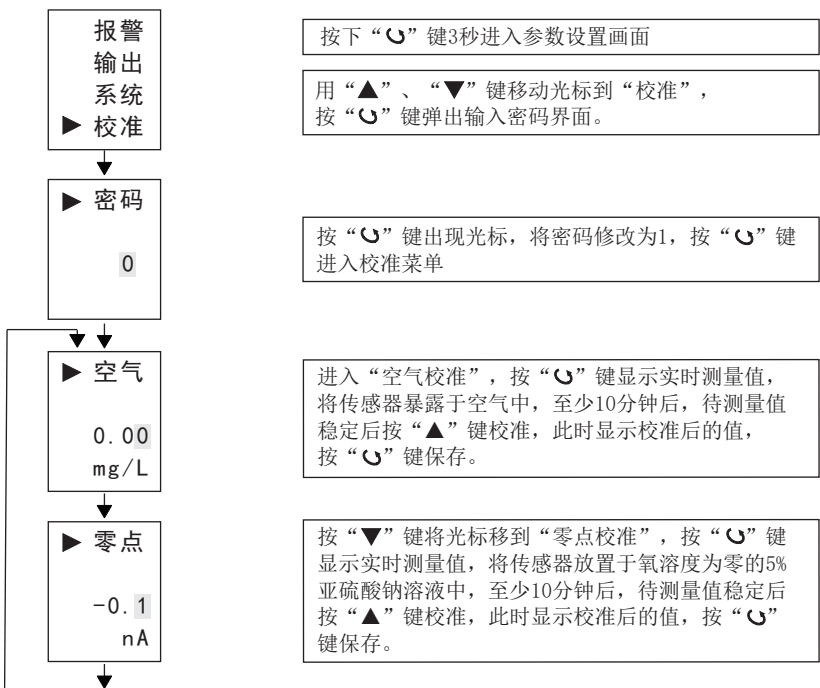 报警
输出
系统
▶ 校准
按下“↻”键3秒进入参数设置画面
用“▲”、“▼”键移动光标到“校准”，
按“↻”键弹出输入密码界面。
▶ 密码
0
按“↻”键出现光标，将密码修改为1，按“↻”键
进入校准菜单
▶ 空气
0.00
mg/L
进入“空气校准”，按“↻”键显示实时测量值，
将传感器暴露于空气中，至少10分钟后，待测量值
稳定后按“▲”键校准，此时显示校准后的值，
按“↻”键保存。
▶ 零点
-0.1
nA
按“▼”键将光标移到“零点校准”，按“↻”键
显示实时测量值，将传感器放置于氧溶度为零的5%
亚硫酸钠溶液中，至少10分钟后，待测量值稳定后
按“▲”键校准，此时显示校准后的值，按“↻”
键保存。